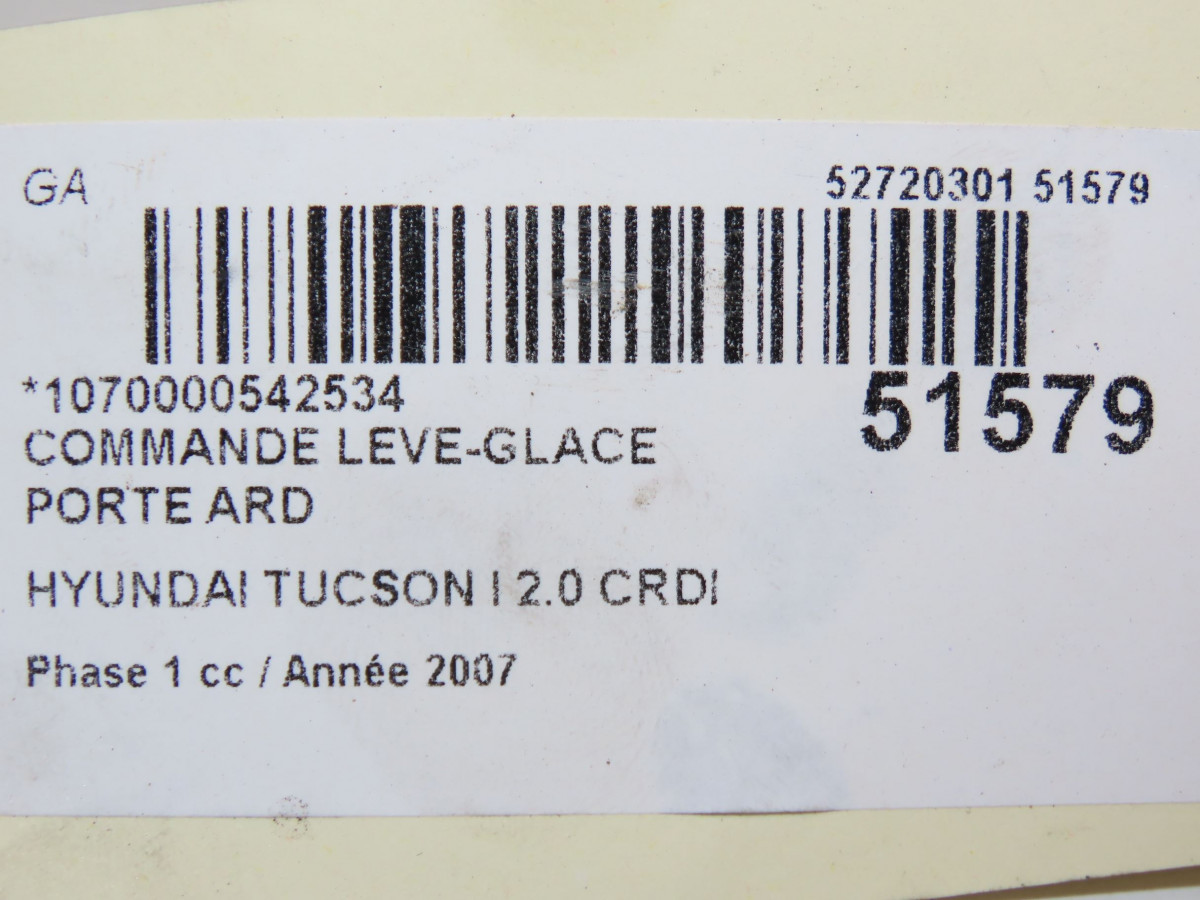 GA
52720301 51579
*1070000542534
51579
COMMANDE LEVE-GLACE
PORTE ARD
HYUNDAI TUCSON I 2.0 CRDI
Phase 1 cc / Année 2007